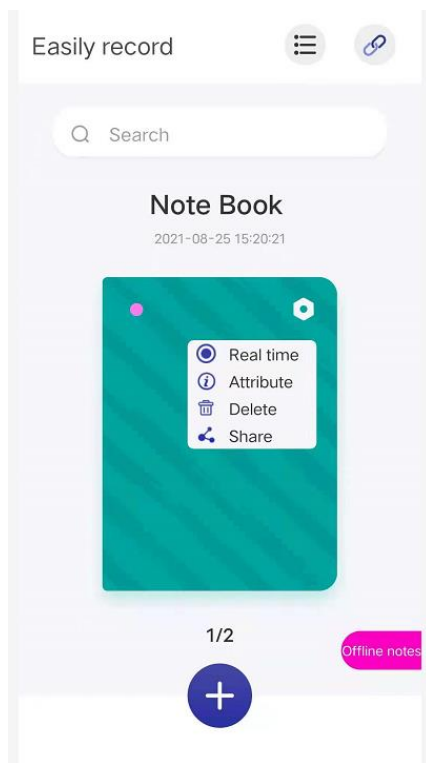 Easily record
Search
Note Book
2021-08-25 15:20:21
Real time
Attribute
Delete
Share
1/2
Offline notes